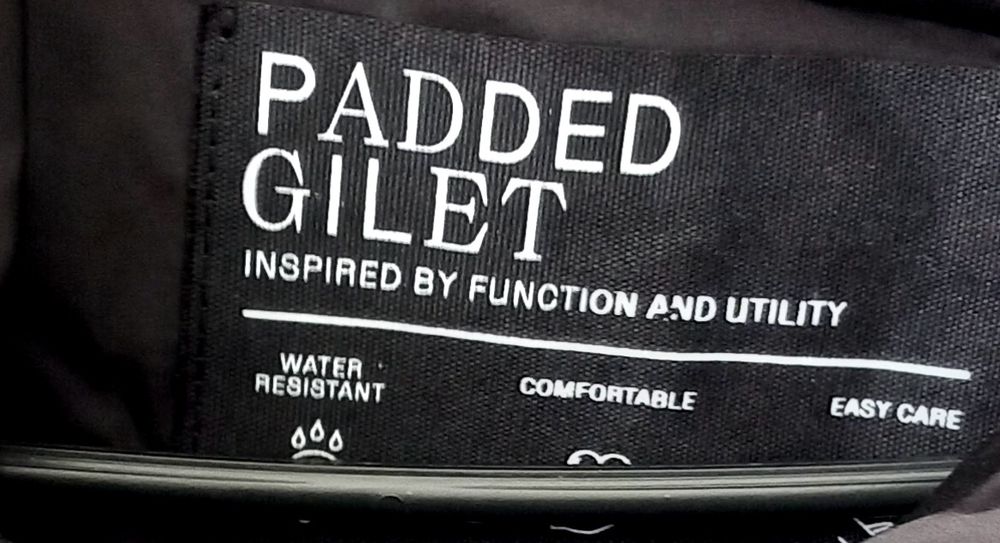 PADDED
GILET
INSPIRED BY FUNCTION AND UTILITY
WATER
RESISTANT
COMFORTABLE
EASY CARE